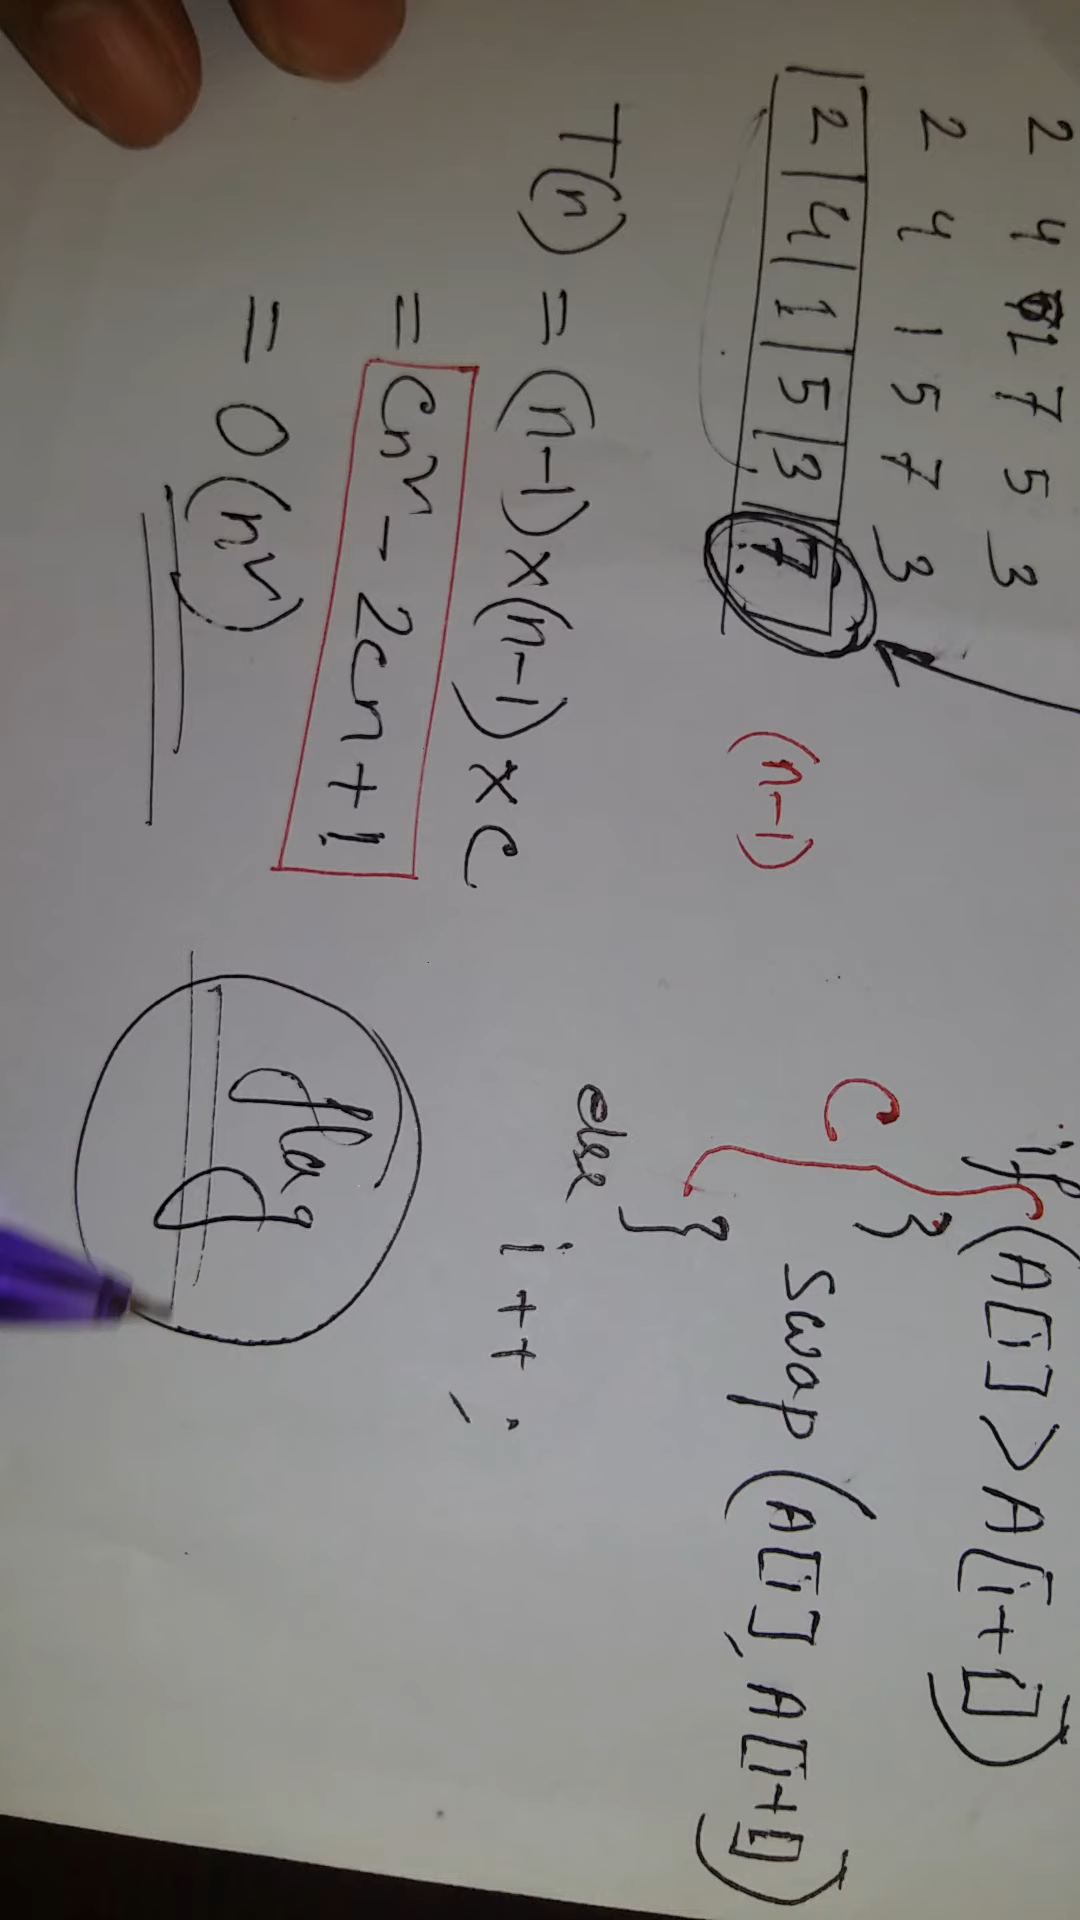 2 4 1 7 5 3
2 4 1 5 7 3
2 4 1 5 3 7
(n-1)
T(n) = (n-1)×(n-1)×c
= cn² - 2cn + 1
= O(n²)
if (A[i] > A[i+1])
C {
swap (A[i], A[i+1])
}
else
i++;
flag